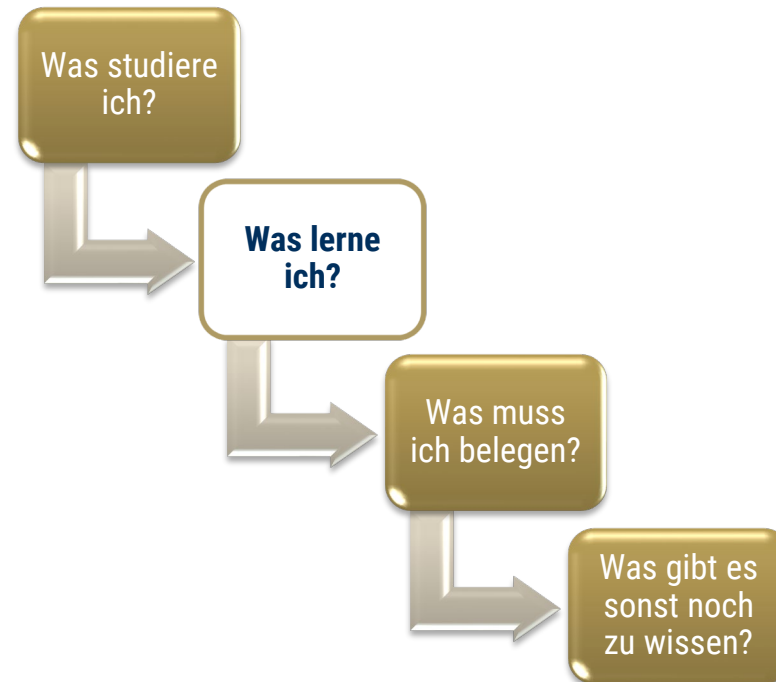 Was studiere
ich?
Was lerne
ich?
Was muss
ich belegen?
Was gibt es
sonst noch
zu wissen?